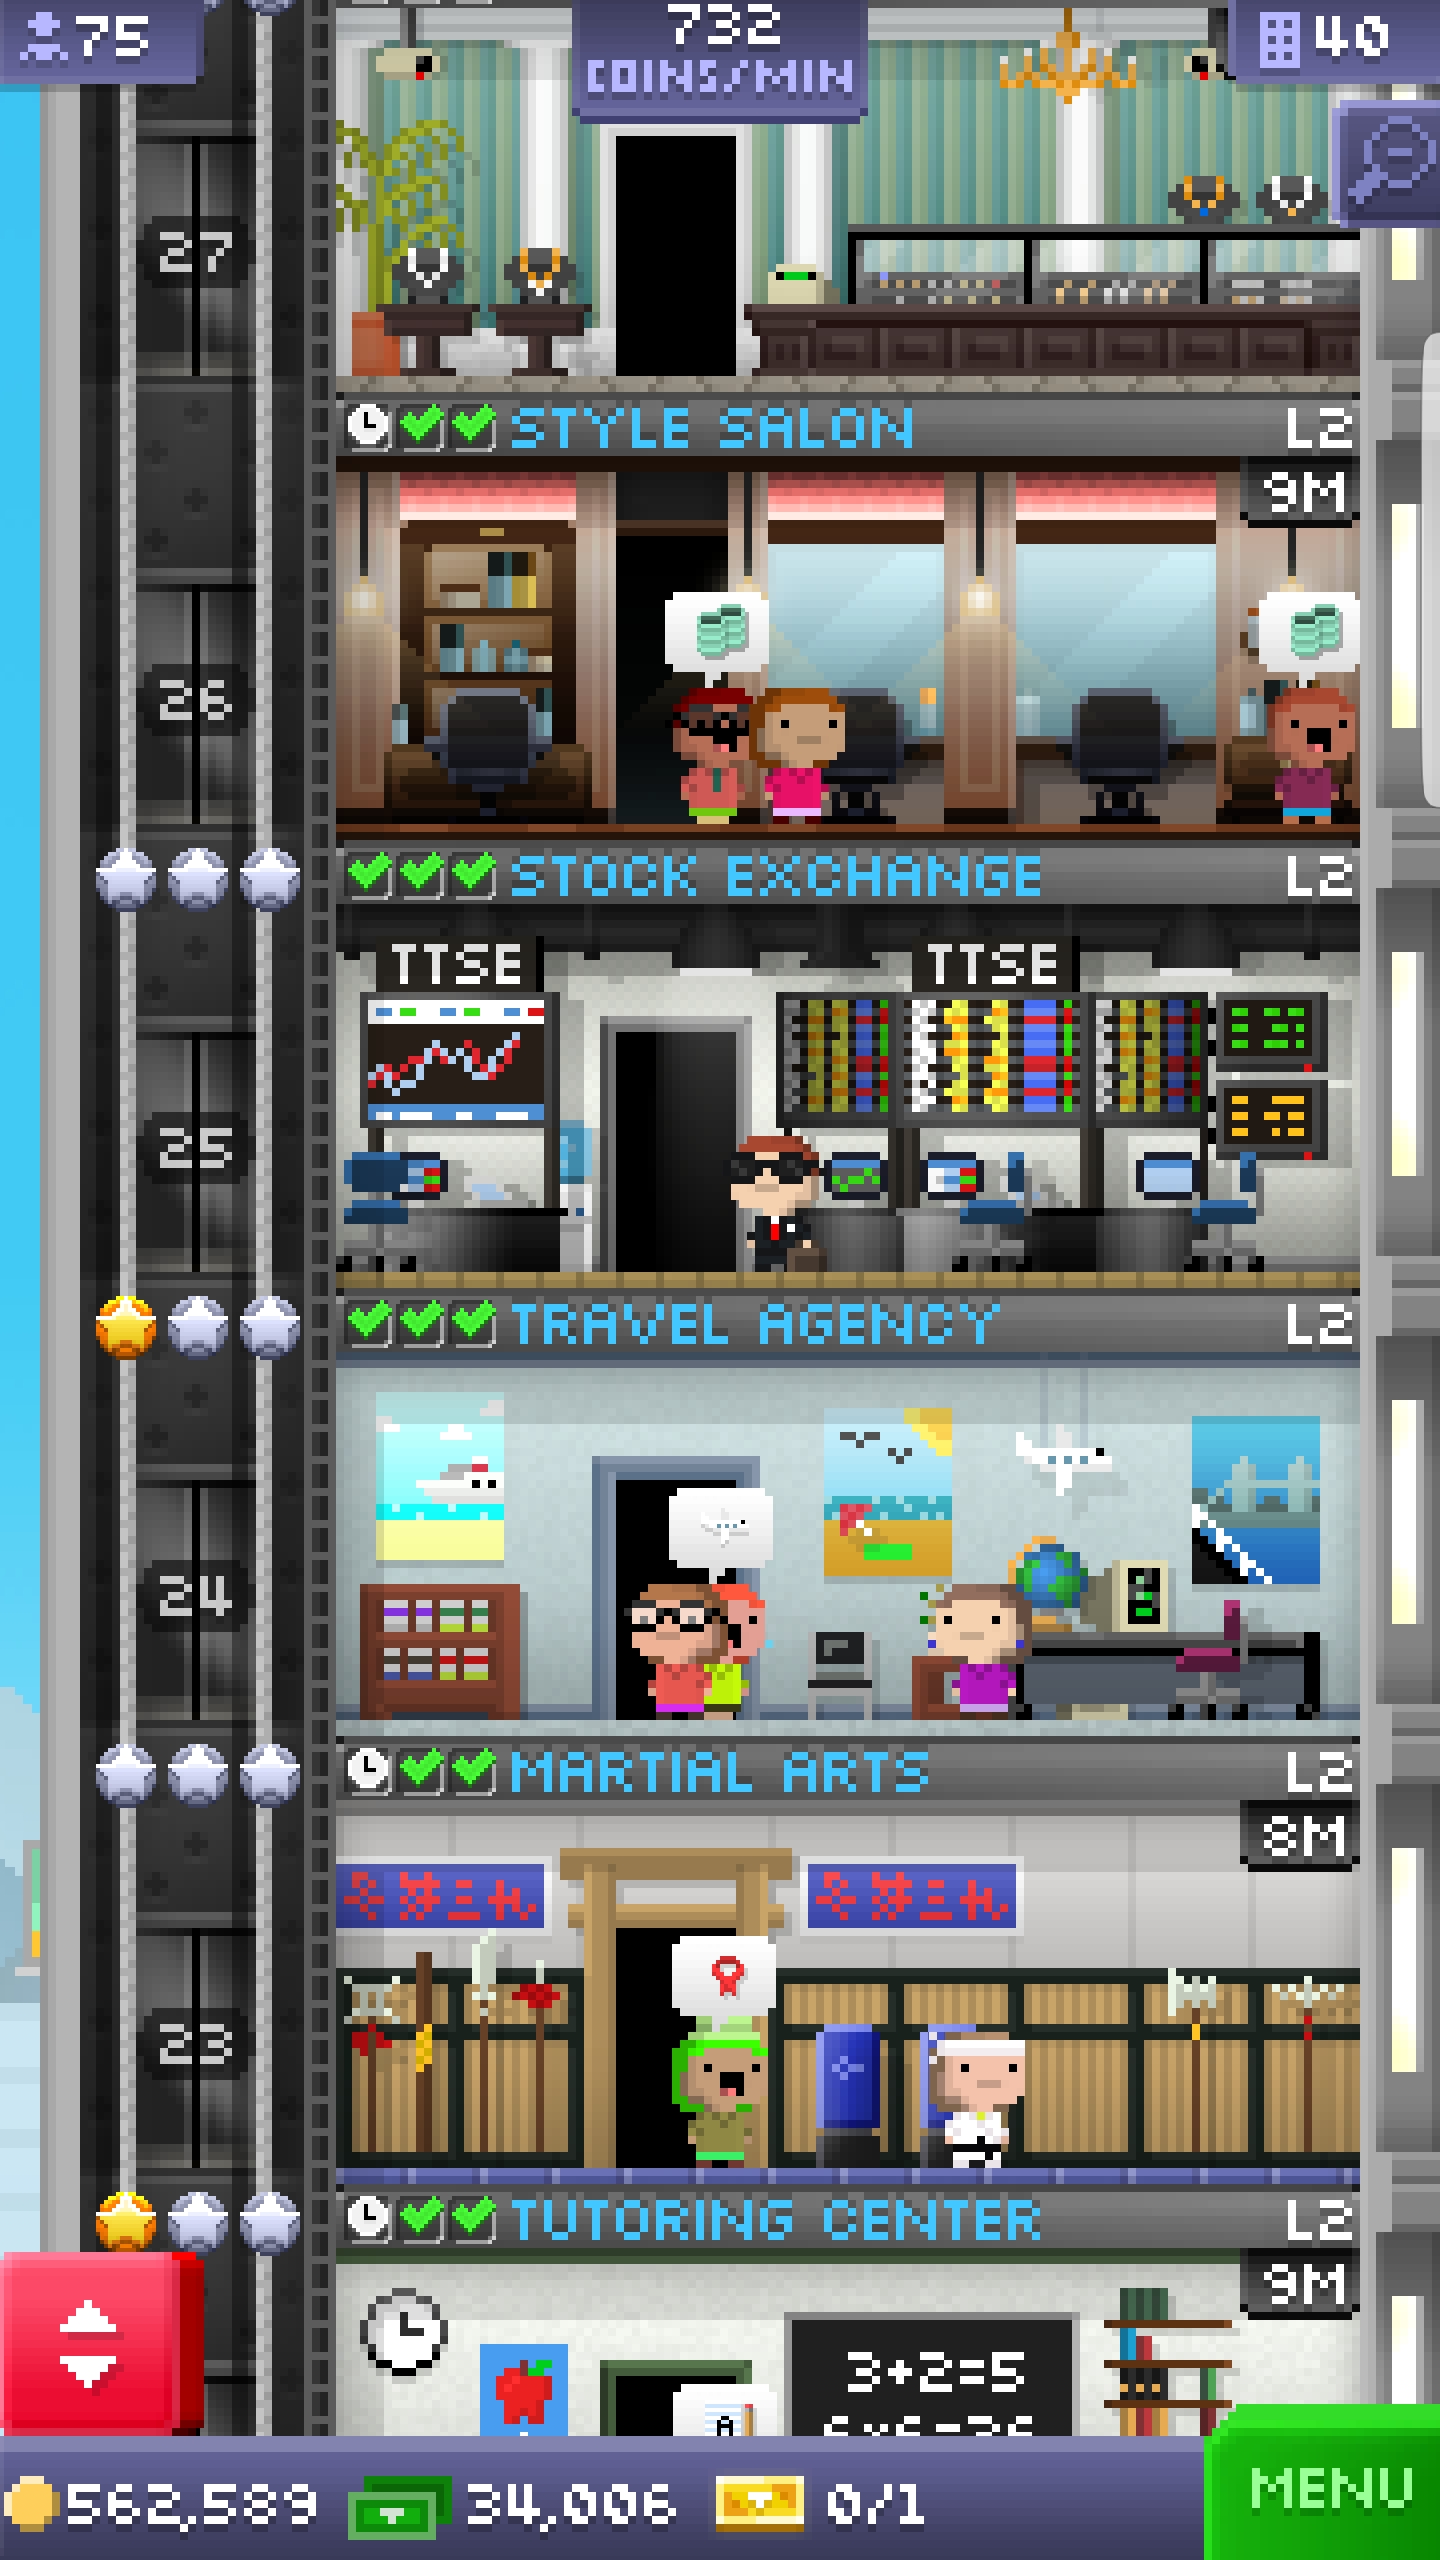 75
732
COINS/MIN
40
27
STYLE SALON L2
9M
26
STOCK EXCHANGE L2
TTSE TTSE
25
TRAVEL AGENCY L2
24
MARTIAL ARTS L2
8M
23
TUTORING CENTER L2
9M
3+2=5
6x6=36
A
562,589 34,006 0/1 MENU